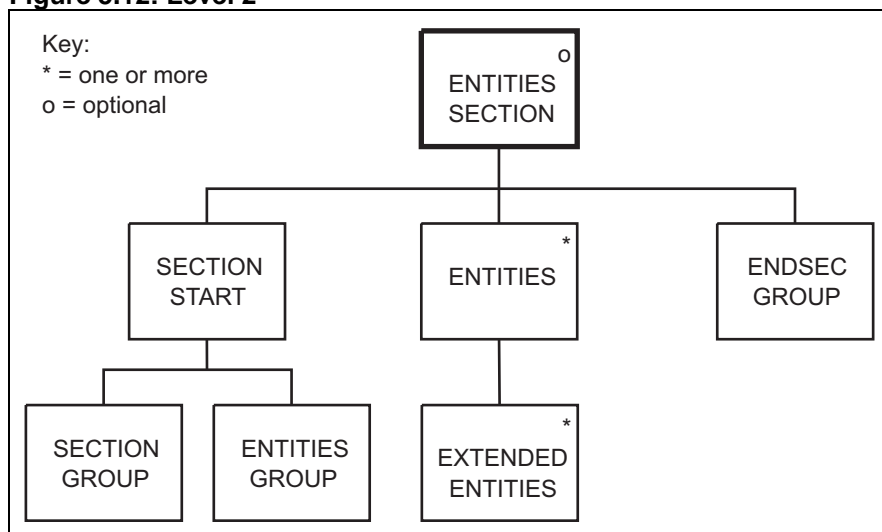 Figure 3.12: Level 2
Key:
* = one or more
o = optional
o
ENTITIES
SECTION
SECTION
START
*
ENTITIES
ENDSEC
GROUP
SECTION
GROUP
ENTITIES
GROUP
*
EXTENDED
ENTITIES